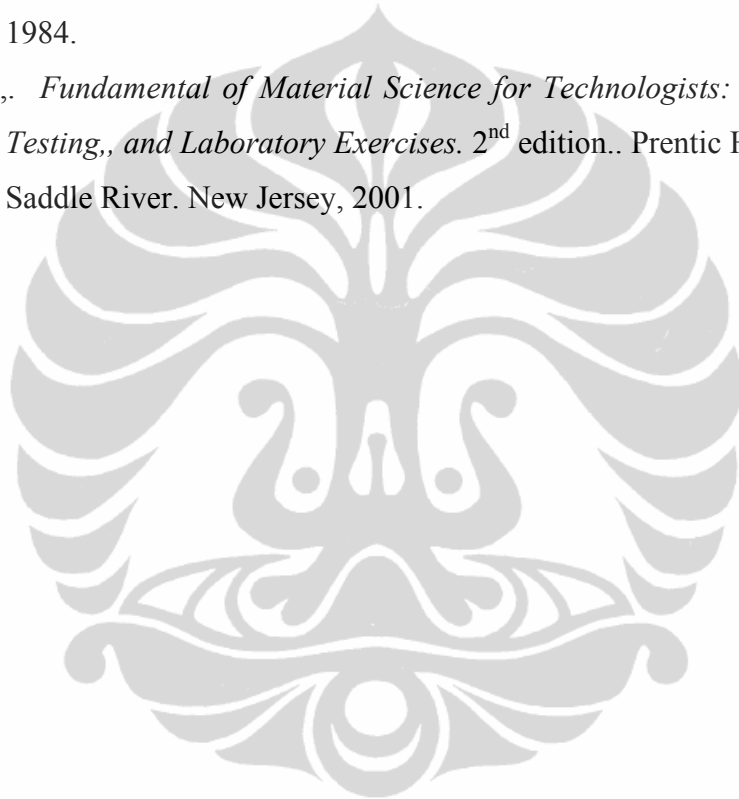 1984.
,. Fundamental of Material Science for Technologists:
Testing,, and Laboratory Exercises. 2nd edition.. Prentic H
Saddle River. New Jersey, 2001.